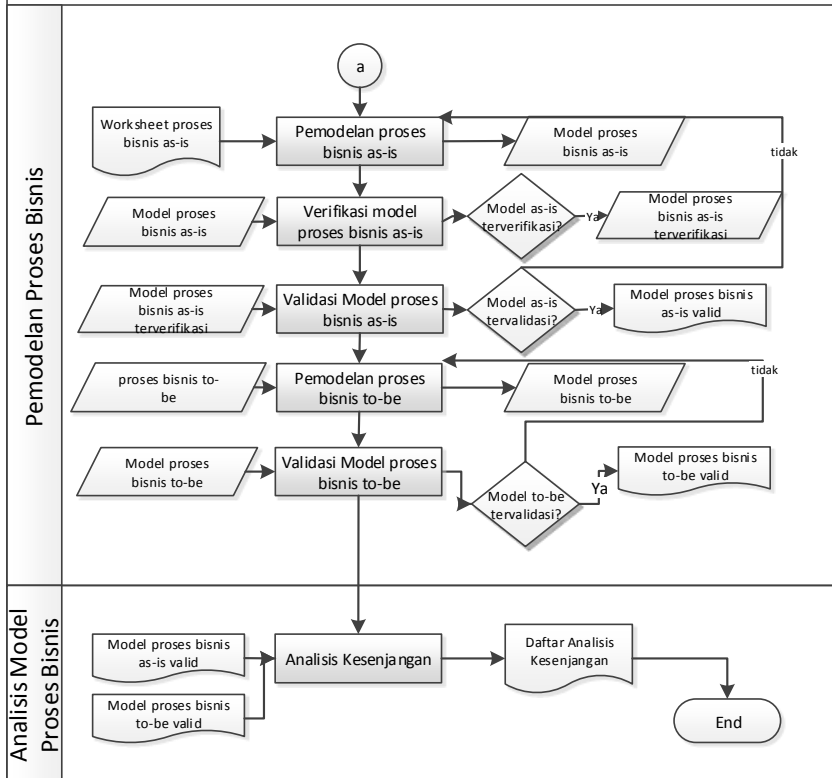 Pemodelan Proses Bisnis
a
Worksheet proses
bisnis as-is
Pemodelan proses
bisnis as-is
Model proses
bisnis as-is
tidak
Model proses
bisnis as-is
Verifikasi model
proses bisnis as-is
Model as-is
terverifikasi?
Ya
Model proses
bisnis as-is
terverifikasi
Model proses
bisnis as-is
terverifikasi
Validasi Model proses
bisnis as-is
Model as-is
tervalidasi?
Ya
Model proses bisnis
as-is valid
proses bisnis to-
be
Pemodelan proses
bisnis to-be
Model proses
bisnis to-be
tidak
Model proses
bisnis to-be
Validasi Model proses
bisnis to-be
Model to-be
tervalidasi?
Ya
Model proses bisnis
to-be valid
Analisis Model
Proses Bisnis
Model proses bisnis
as-is valid
Model proses bisnis
to-be valid
Analisis Kesenjangan
Daftar Analisis
Kesenjangan
End